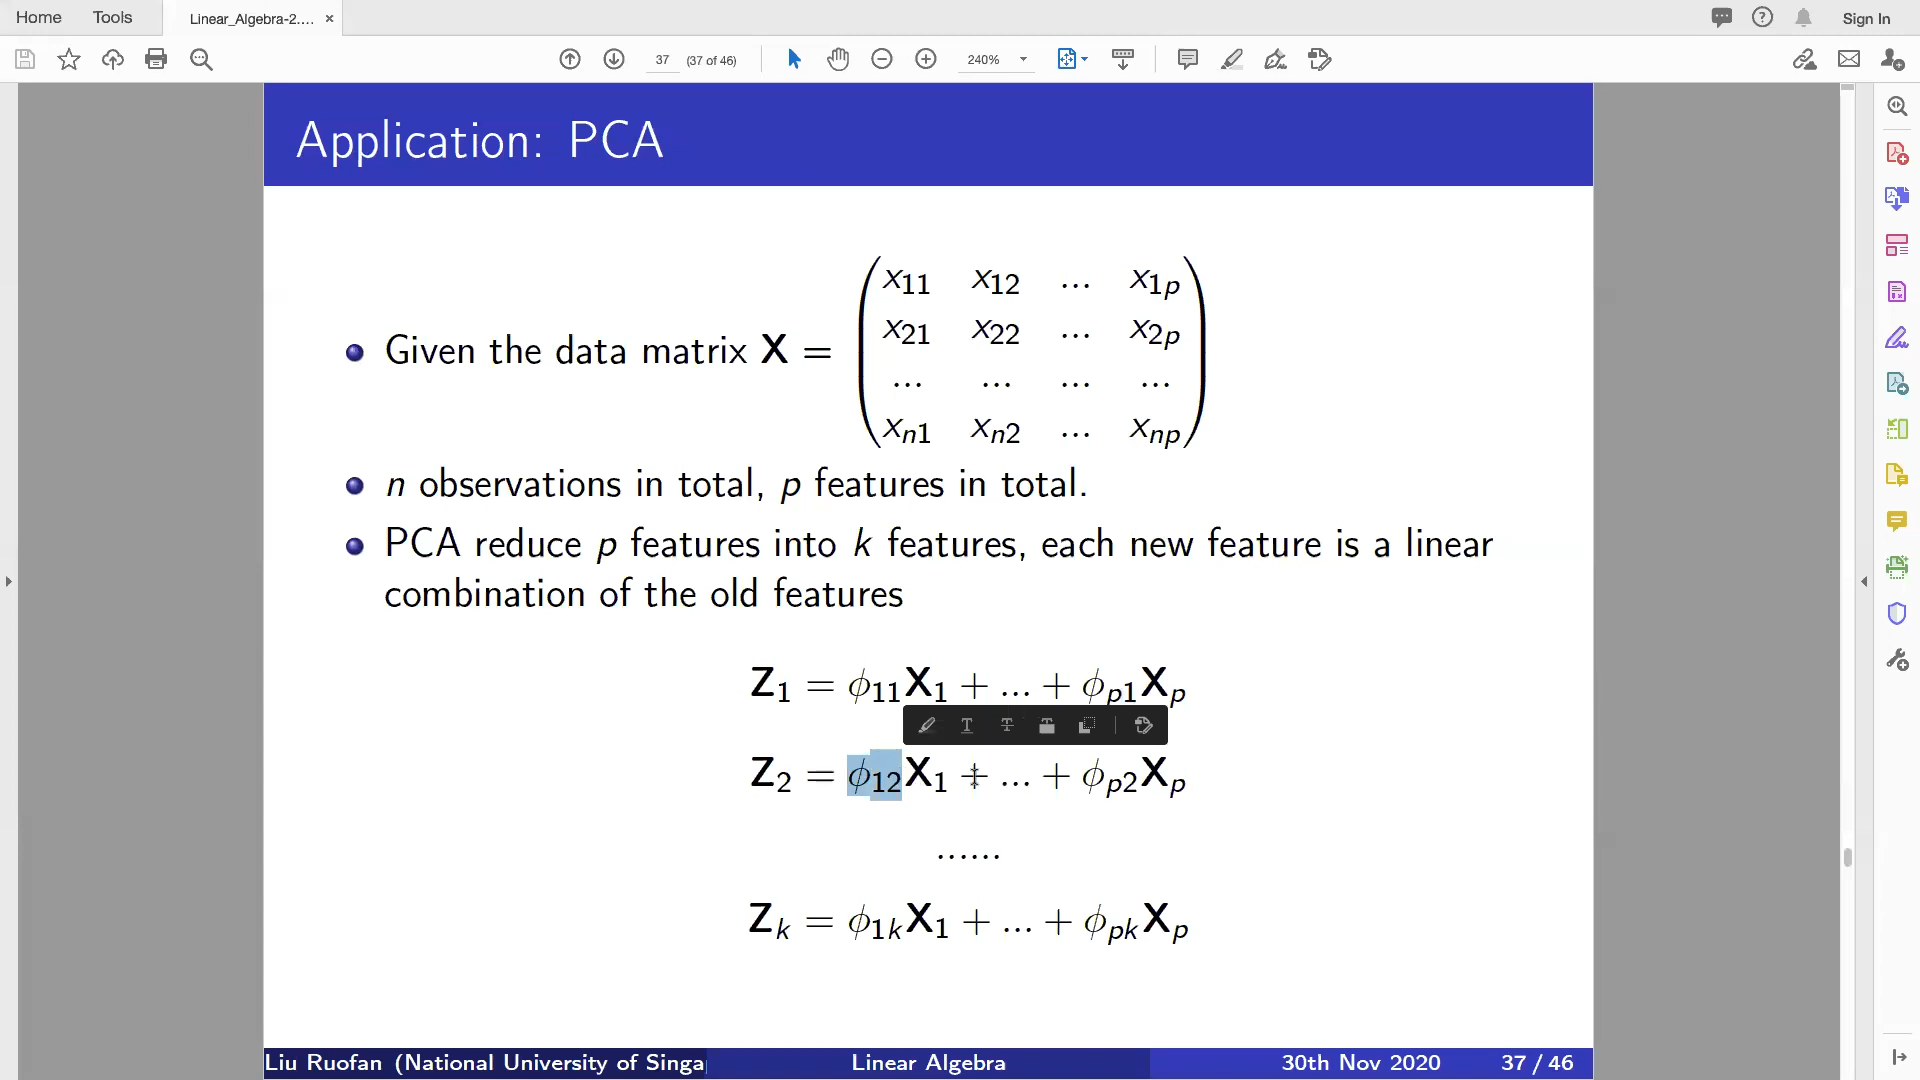 Home Tools Linear_Algebra-2.... × Sign In
37 (37 of 46) 240%
Application: PCA
Given the data matrix X =
x11 x12 ... x1p
x21 x22 ... x2p
... ... ... ...
xn1 xn2 ... xnp
n observations in total, p features in total.
PCA reduce p features into k features, each new feature is a linear
combination of the old features
Z1 = ϕ11X1 + ... + ϕp1Xp
Z2 = ϕ12X1 + ... + ϕp2Xp
......
Zk = ϕ1kX1 + ... + ϕpkXp
Liu Ruofan (National University of Singa Linear Algebra 30th Nov 2020 37 / 46